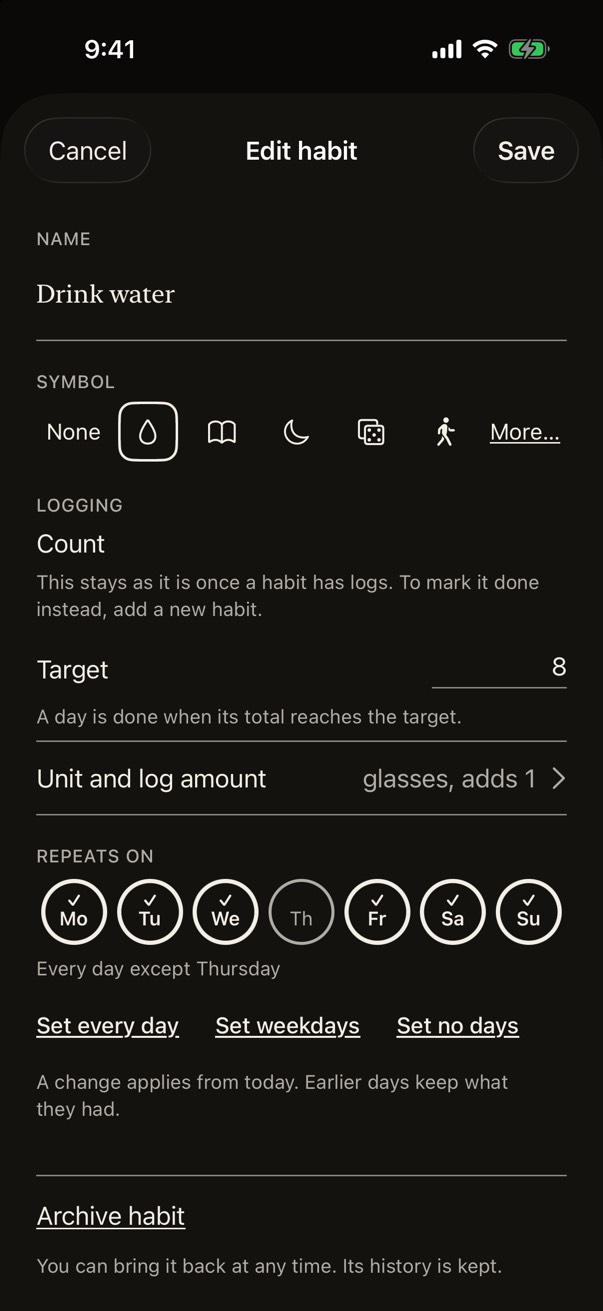 9:41
Cancel
Edit habit
Save
NAME
Drink water
SYMBOL
None
More...
LOGGING
Count
This stays as it is once a habit has logs. To mark it done
instead, add a new habit.
Target
8
A day is done when its total reaches the target.
Unit and log amount
glasses, adds 1
REPEATS ON
Mo Tu We Th Fr Sa Su
Every day except Thursday
Set every day Set weekdays Set no days
A change applies from today. Earlier days keep what
they had.
Archive habit
You can bring it back at any time. Its history is kept.